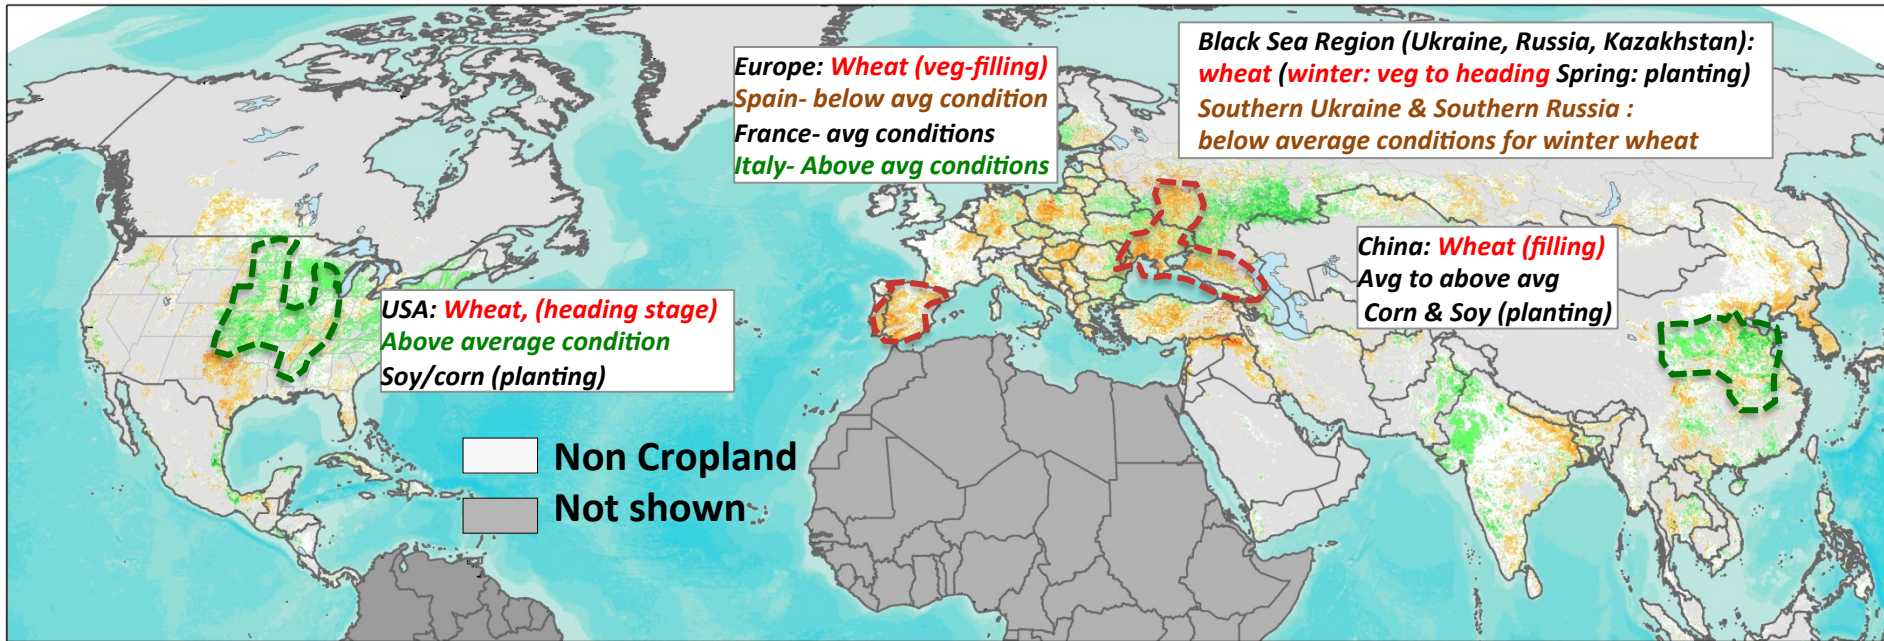 Europe: Wheat (veg-filling)
Spain- below avg condition
France- avg conditions
Italy- Above avg conditions
Black Sea Region (Ukraine, Russia, Kazakhstan):
wheat (winter: veg to heading Spring: planting)
Southern Ukraine & Southern Russia :
below average conditions for winter wheat
China: Wheat (filling)
Avg to above avg
Corn & Soy (planting)
USA: Wheat, (heading stage)
Above average condition
Soy/corn (planting)
Non Cropland
Not shown